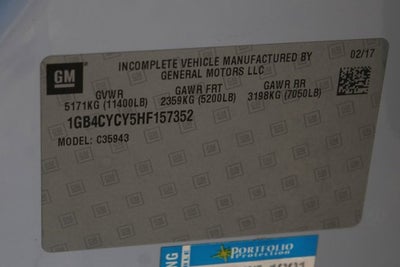 GM
INCOMPLETE VEHICLE MANUFACTURED BY
GENERAL MOTORS LLC
02/17
GVWR GAWR FRT GAWR RR
5171KG (11400LB) 2359KG (5200LB) 3198KG (7050LB)
1GB4CYCY5HF157352
MODEL: C35943
PORTFOLIO
Protection